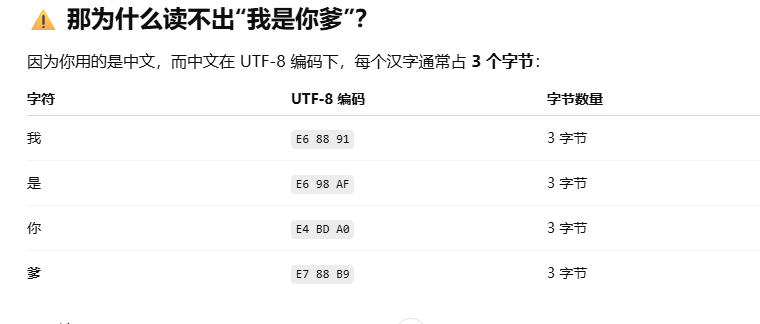 ⚠️ 那为什么读不出“我是你爹”？
因为你用的是中文，而中文在 UTF-8 编码下，每个汉字通常占 3 个字节：
字符 UTF-8 编码 字节数量
我 E6 88 91 3 字节
是 E6 98 AF 3 字节
你 E4 BD A0 3 字节
爹 E7 88 B9 3 字节